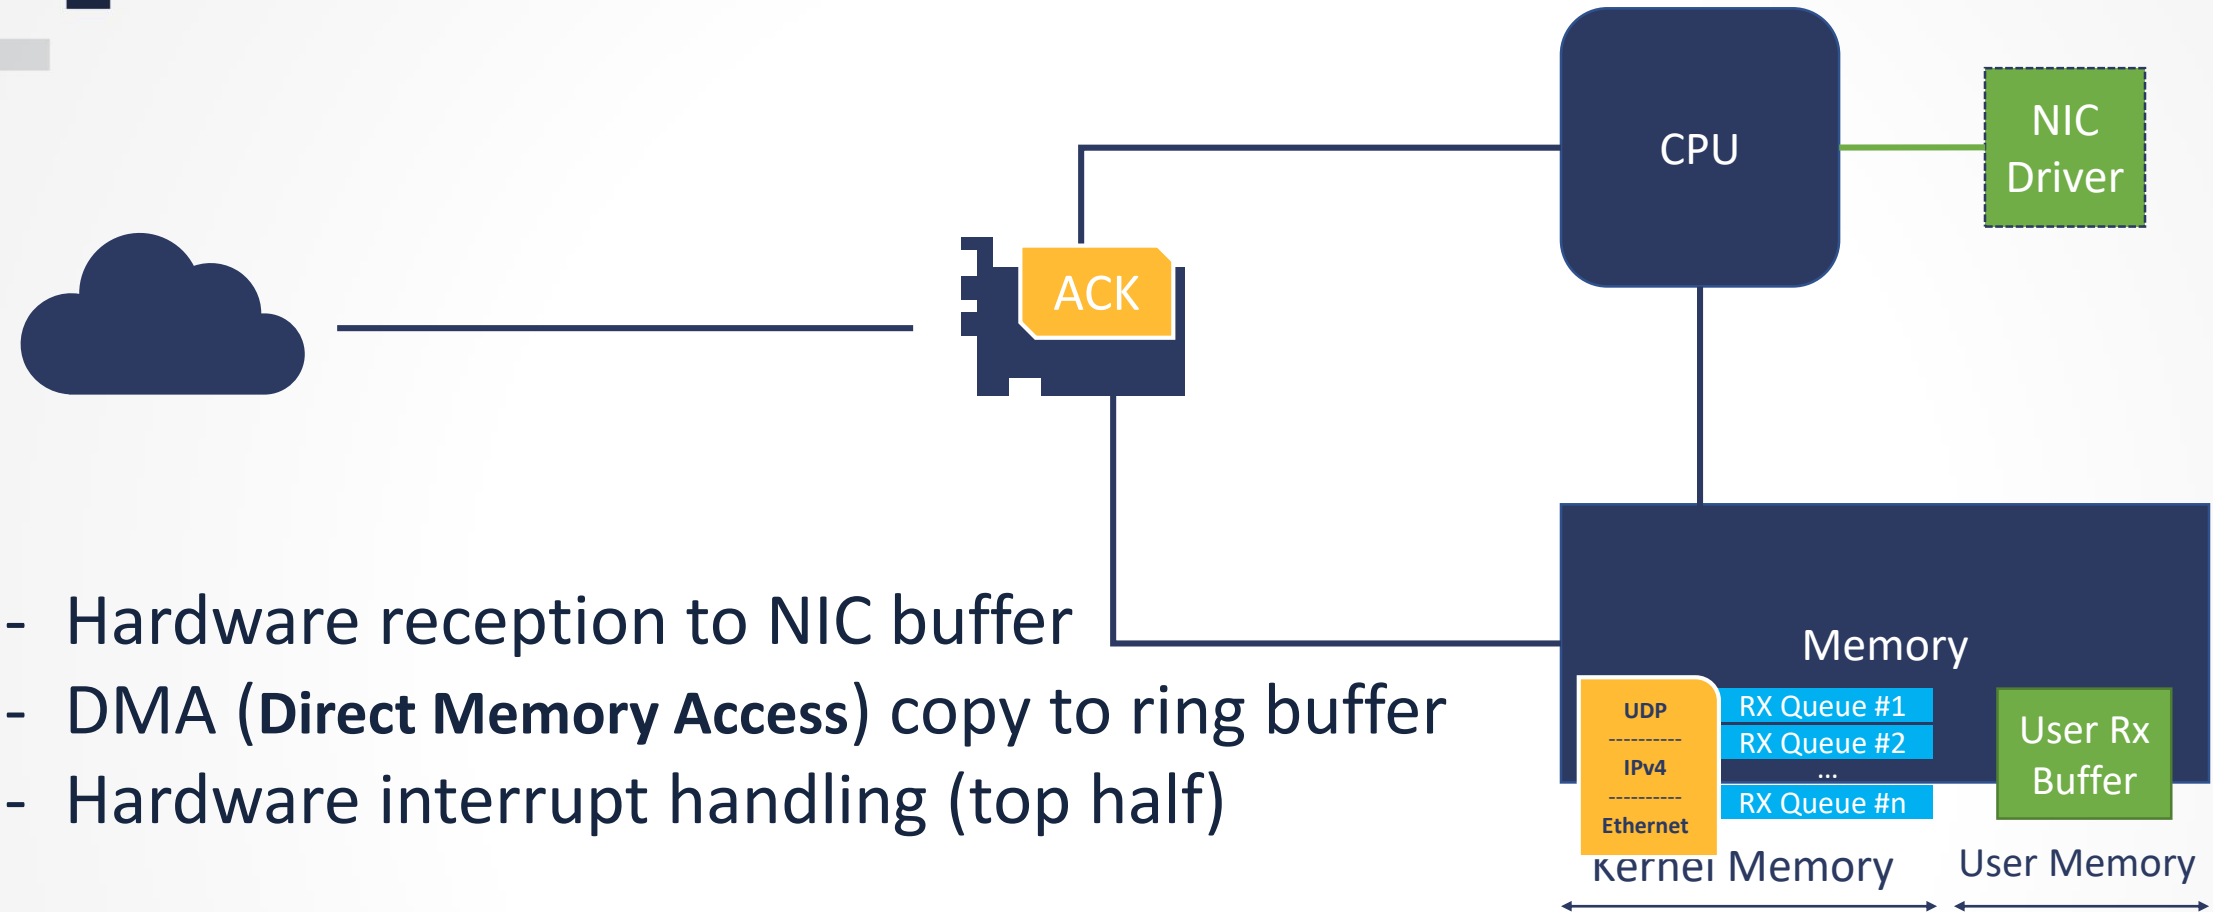 CPU
NIC
Driver
ACK
- Hardware reception to NIC buffer
- DMA (Direct Memory Access) copy to ring buffer
- Hardware interrupt handling (top half)
Memory
UDP
----------
IPv4
----------
Ethernet
RX Queue #1
RX Queue #2
...
RX Queue #n
User Rx
Buffer
Kernel Memory
User Memory